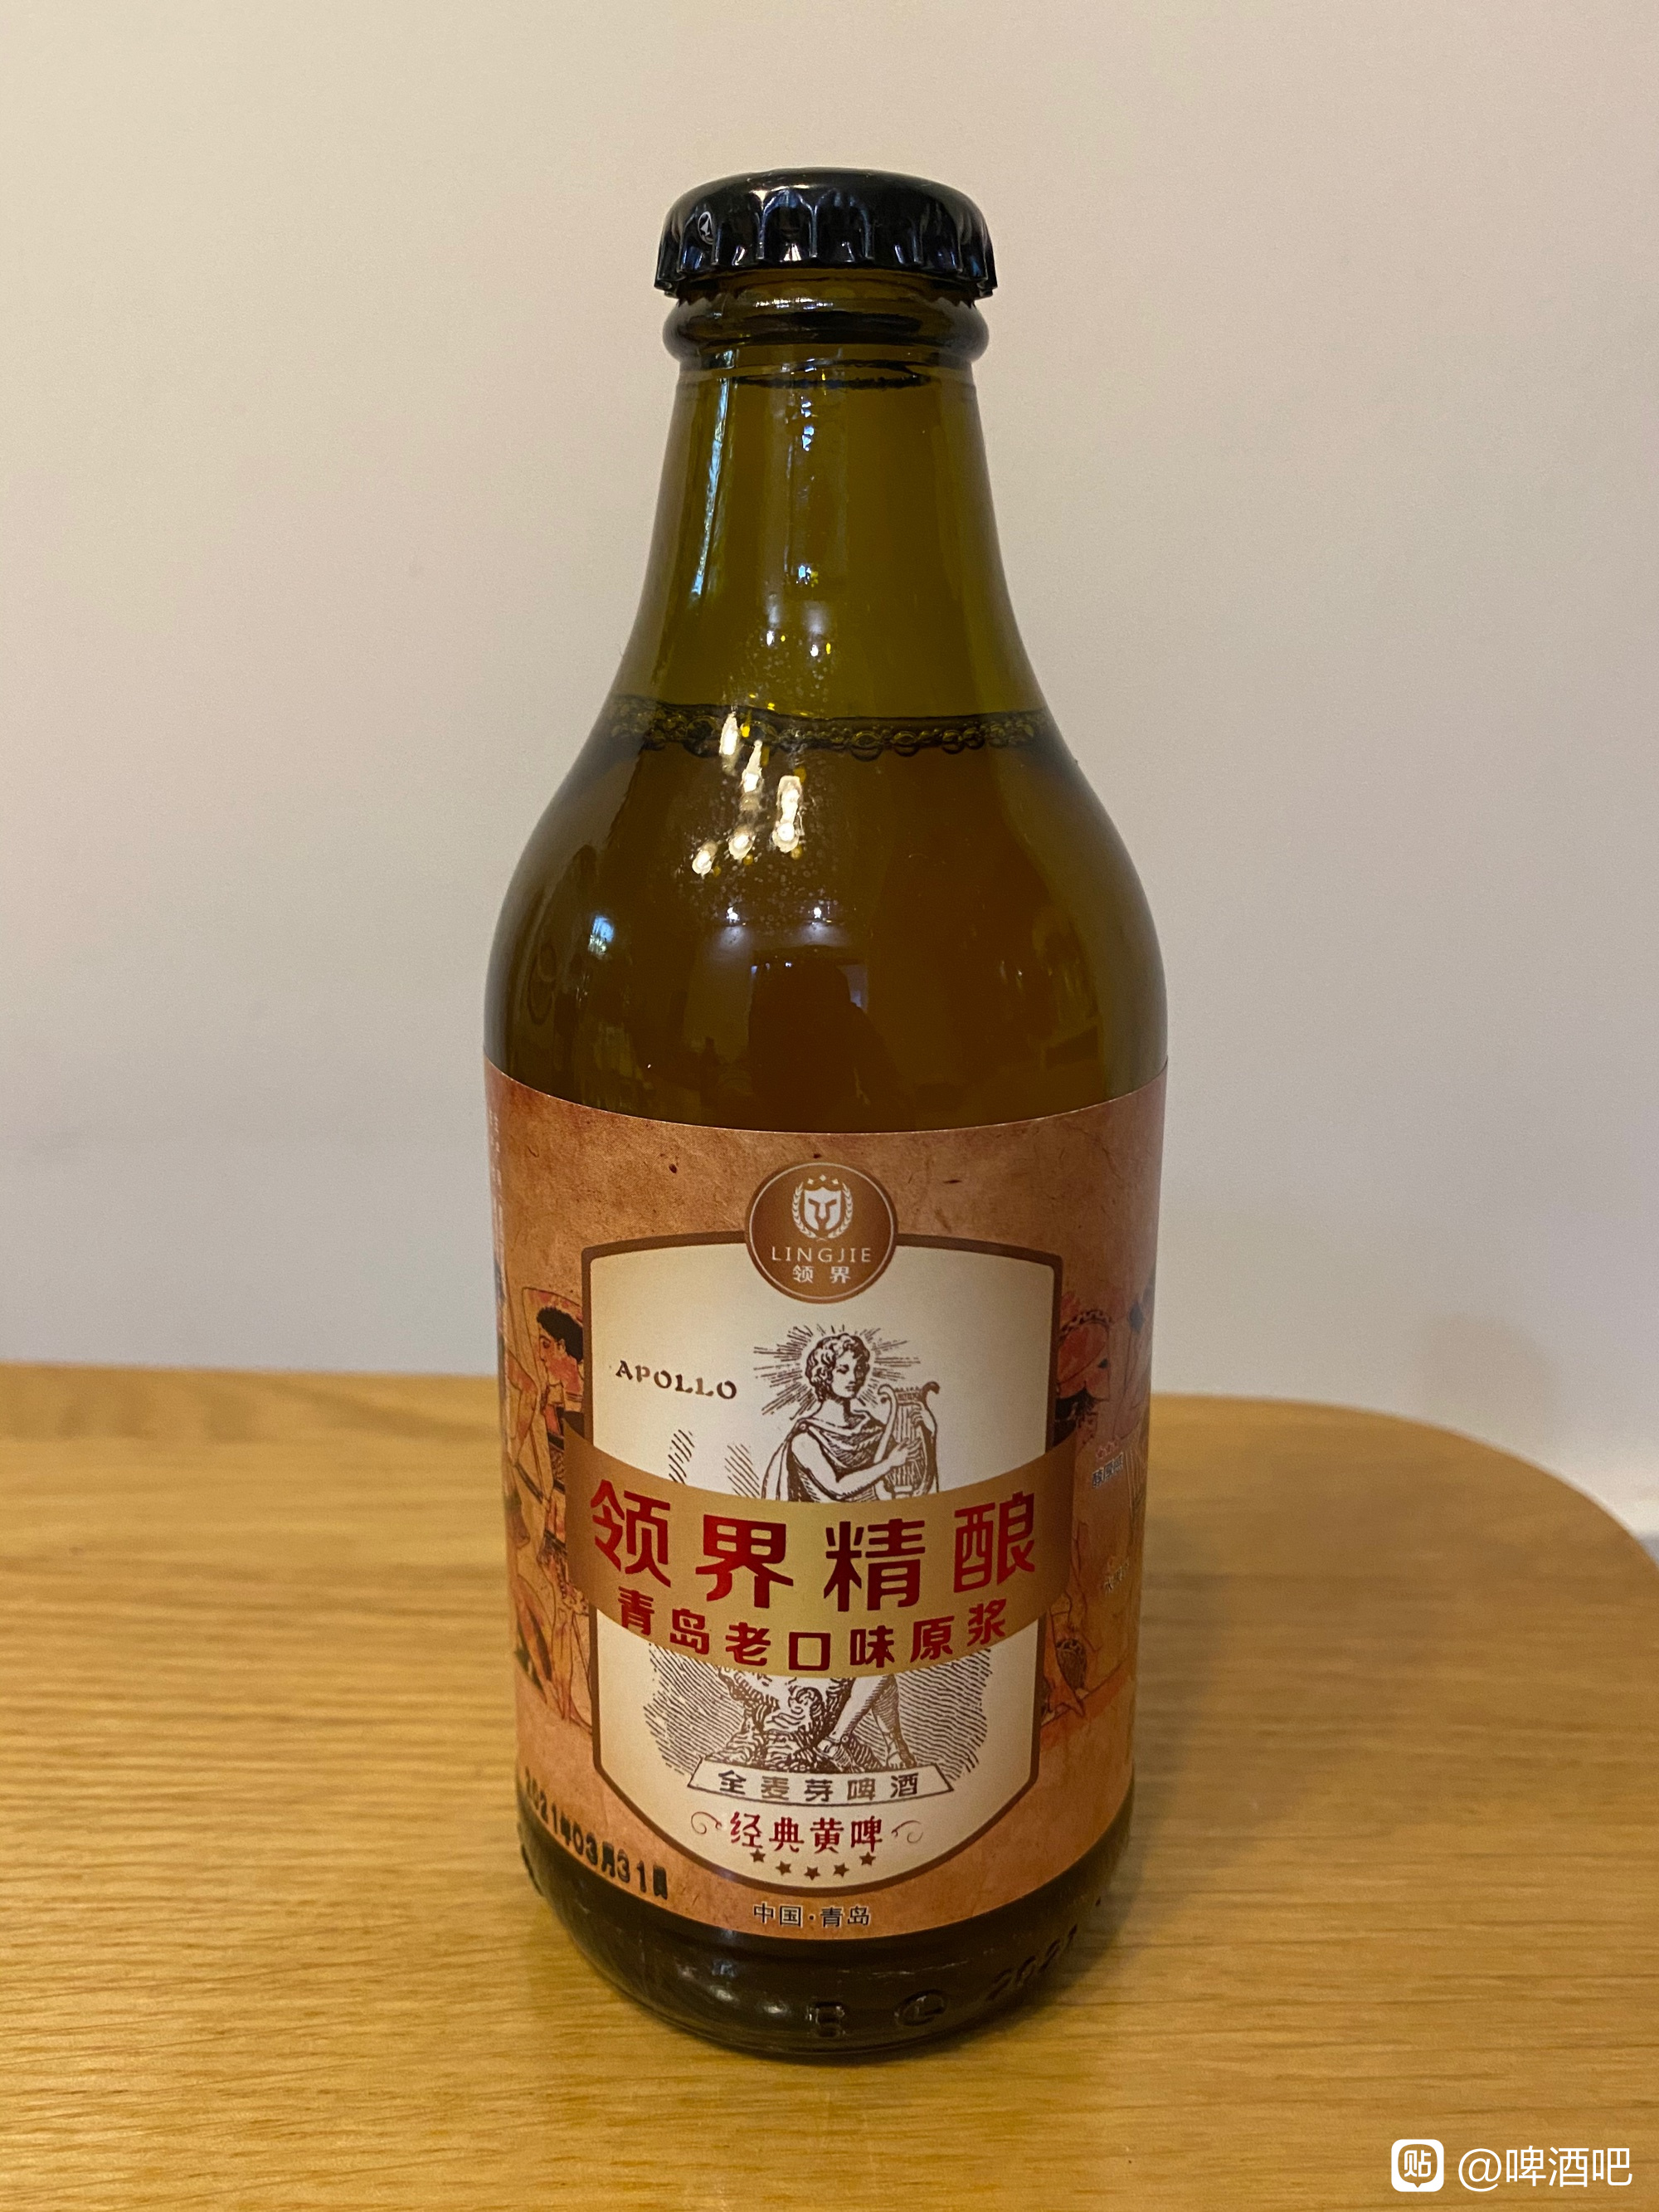 LINGJIE
领界
APOLLO
领界精酿
青岛老口味原浆
全麦芽啤酒
经典黄啤
2021年03月31日
中国·青岛
2021
贴 @啤酒吧